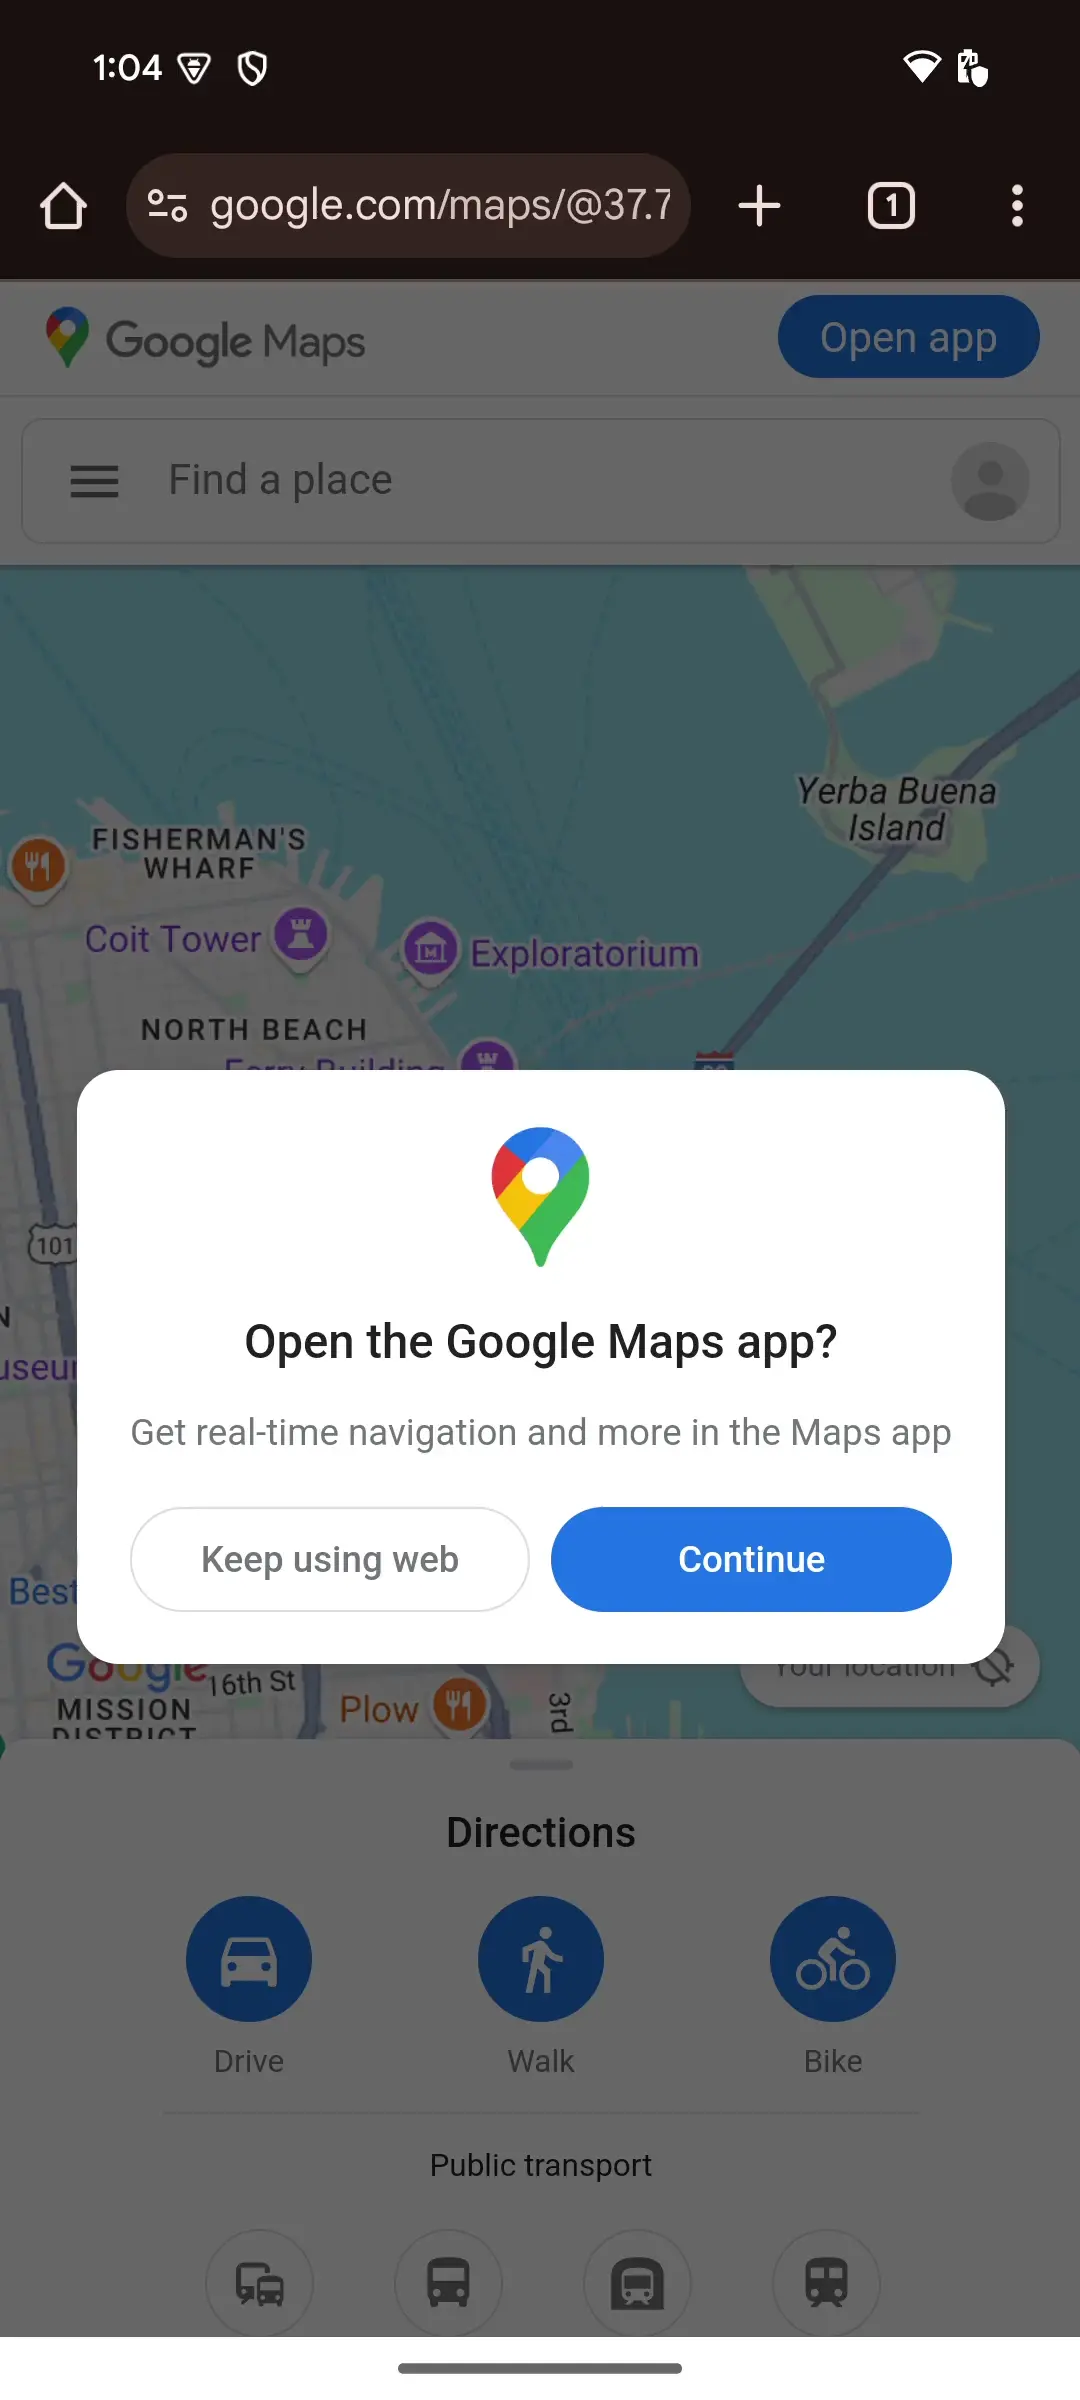 1:04
google.com/maps/@37.7
1
Google Maps
Open app
Find a place
Yerba Buena
Island
FISHERMAN'S
WHARF
Coit Tower
Exploratorium
NORTH BEACH
Ferry Building
101
Open the Google Maps app?
Get real-time navigation and more in the Maps app
Keep using web
Continue
Best
Google
16th St
Your location
MISSION
DISTRICT
Plow
3rd
Directions
Drive
Walk
Bike
Public transport